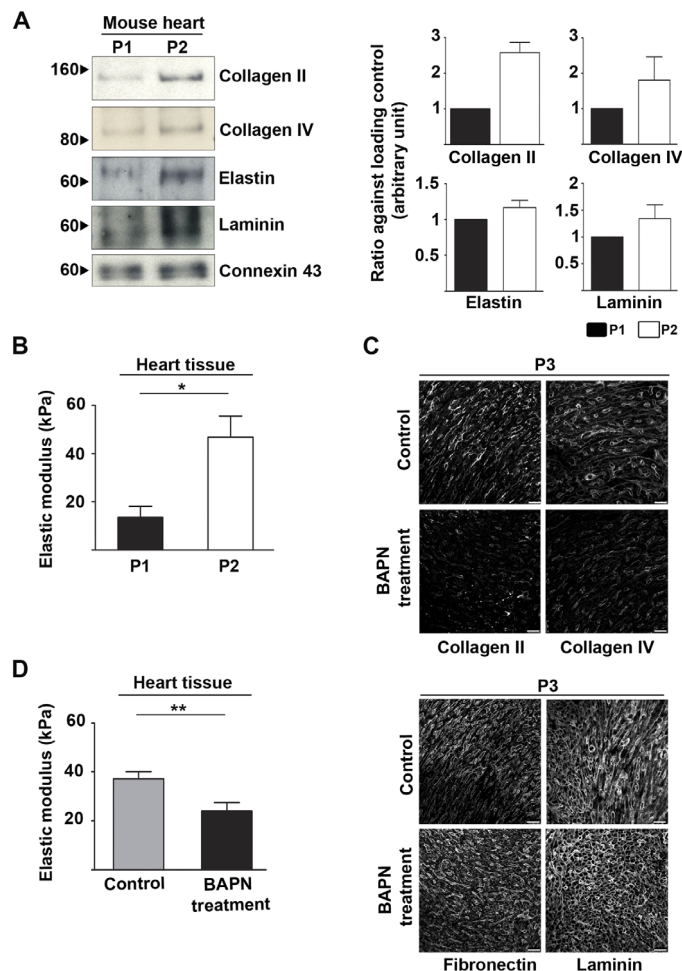 A
Mouse heart
P1 P2
160
Collagen II
80
Collagen IV
60
Elastin
60
Laminin
60
Connexin 43
Ratio against loading control
(arbitrary unit)
3
2
1
Collagen II
3
2
1
Collagen IV
1.5
1
0.5
Elastin
2
1.5
1
0.5
Laminin
P1 P2
B
Heart tissue
*
Elastic modulus (kPa)
60
40
20
P1 P2
C
P3
Control
BAPN
treatment
Collagen II Collagen IV
D
Heart tissue
**
Elastic modulus (kPa)
60
40
20
Control BAPN
treatment
P3
Control
BAPN
treatment
Fibronectin Laminin